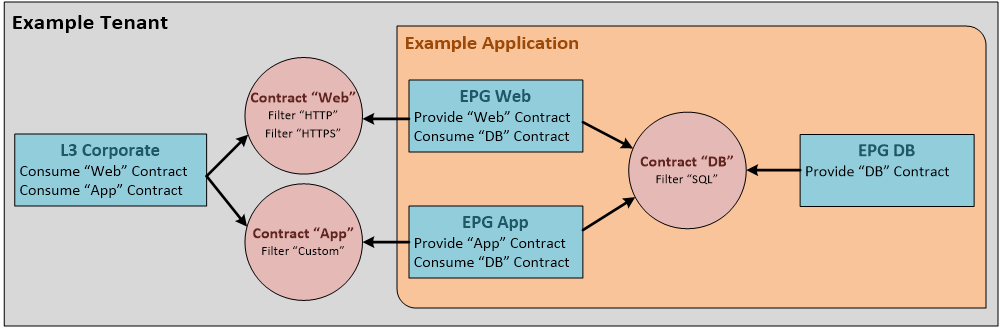 Example Tenant
Example Application
Contract “Web”
Filter “HTTP”
Filter “HTTPS”
EPG Web
Provide “Web” Contract
Consume “DB” Contract
L3 Corporate
Consume “Web” Contract
Consume “App” Contract
Contract “DB”
Filter “SQL”
EPG DB
Provide “DB” Contract
Contract “App”
Filter “Custom”
EPG App
Provide “App” Contract
Consume “DB” Contract